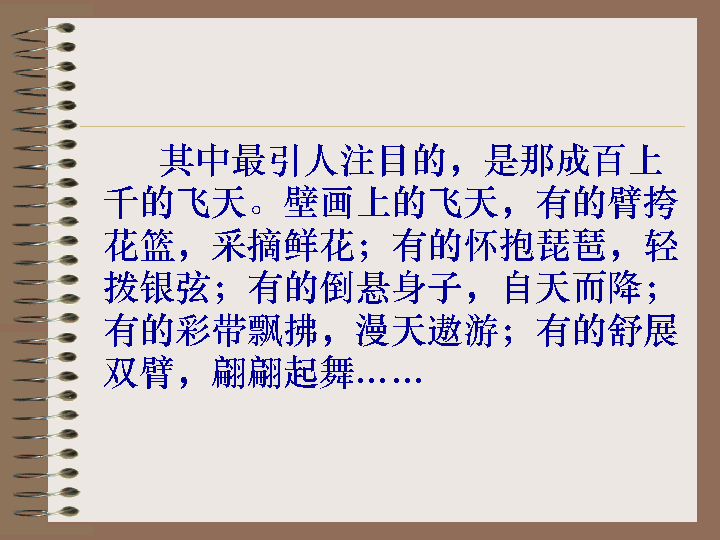 其中最引人注目的，是那成百上
千的飞天。壁画上的飞天，有的臂挎
花篮，采摘鲜花；有的怀抱琵琶，轻
拨银弦；有的倒悬身子，自天而降；
有的彩带飘拂，漫天遨游；有的舒展
双臂，翩翩起舞……